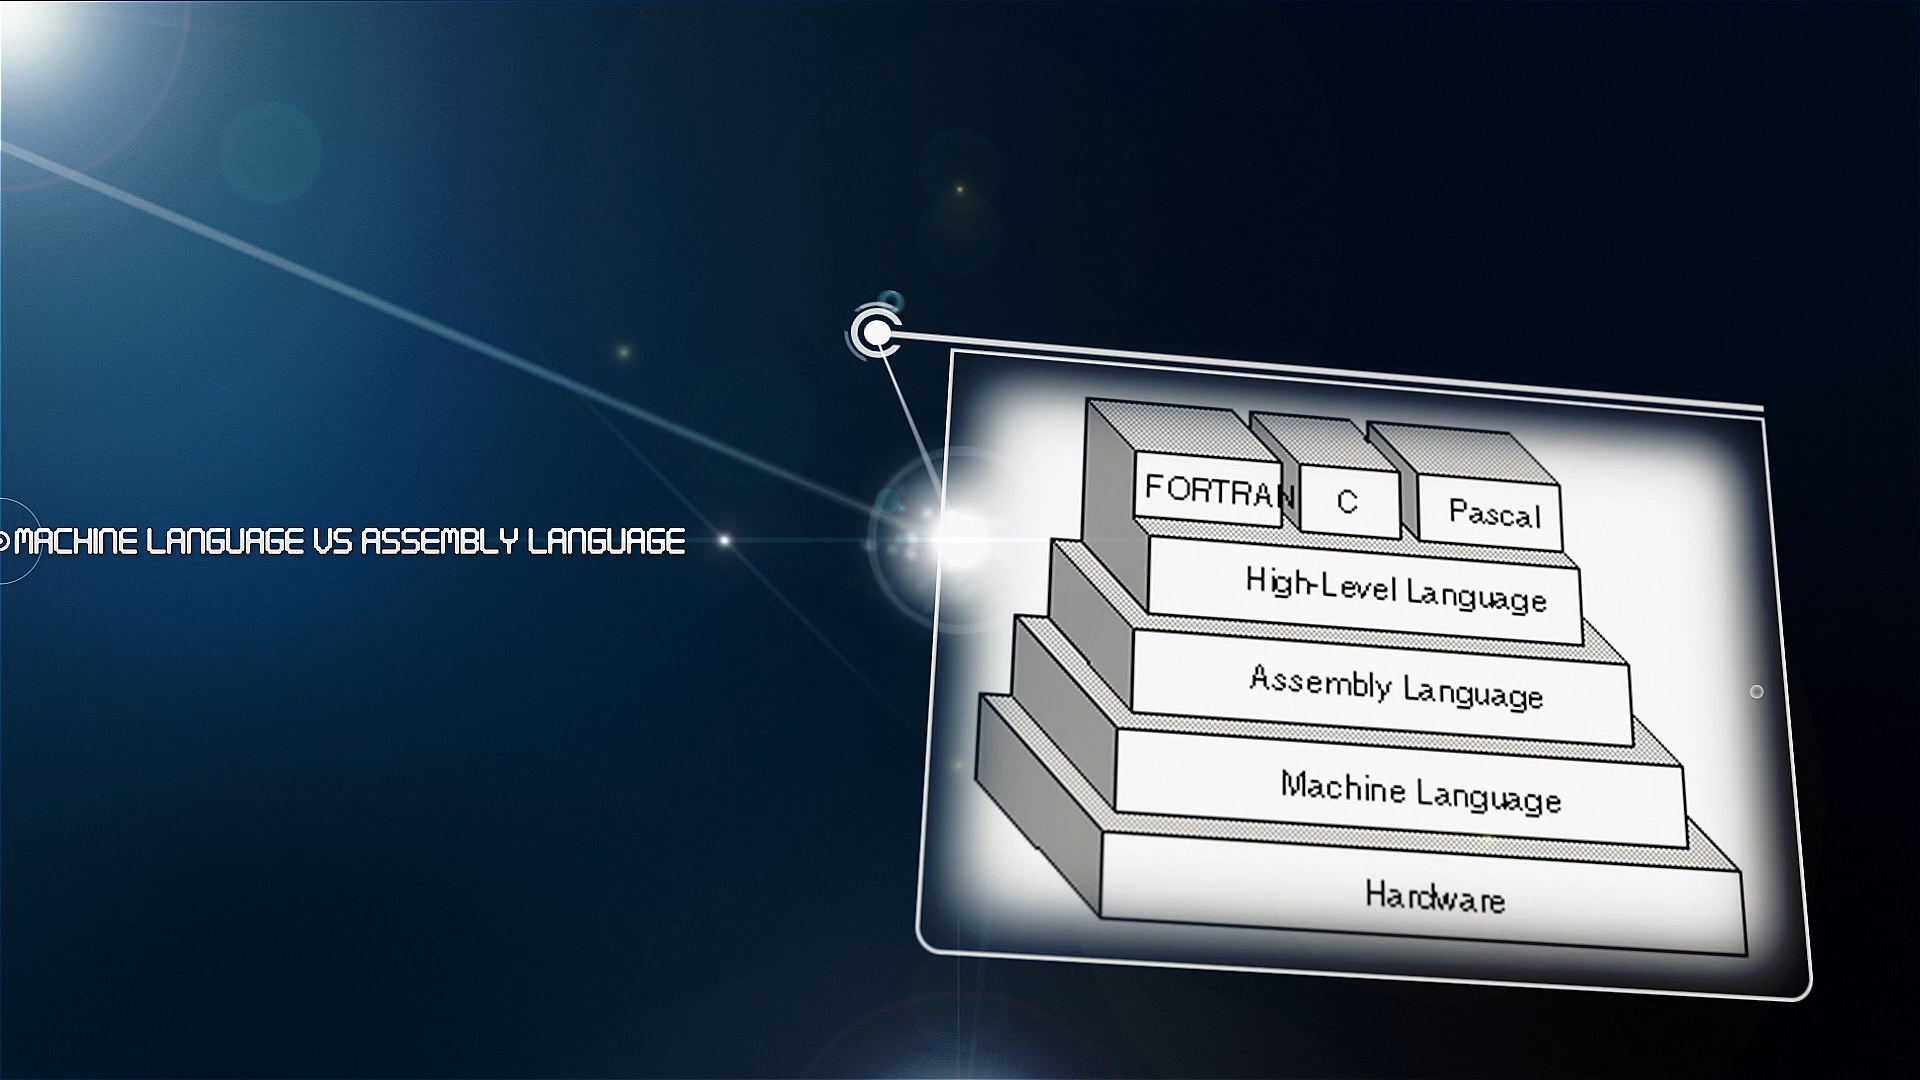 MACHINE LANGUAGE VS ASSEMBLY LANGUAGE
FORTRAN
C
Pascal
High-Level Language
Assembly Language
Machine Language
Hardware